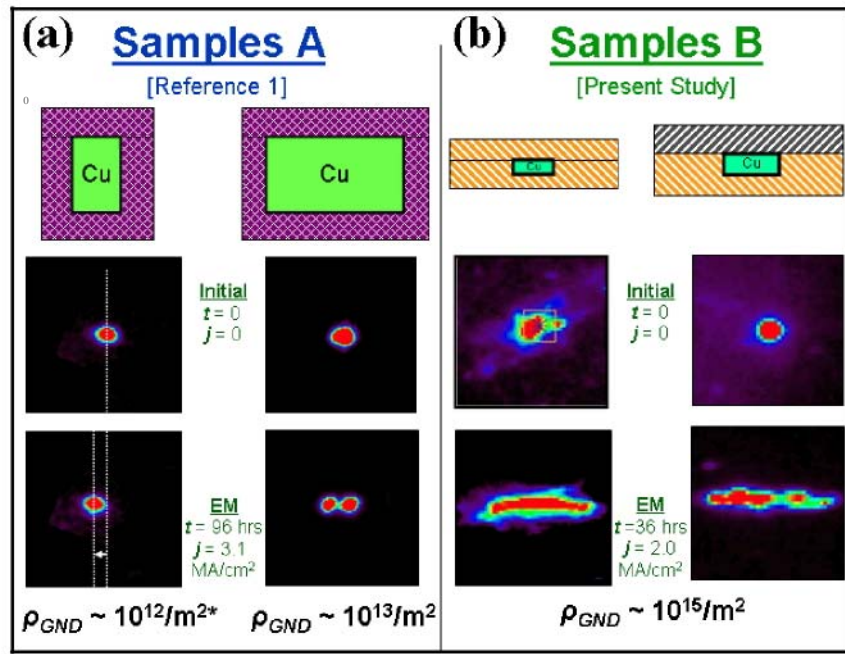 (a) Samples A
[Reference 1]
0
Cu
Cu
Initial
t = 0
j = 0
EM
t = 96 hrs
j = 3.1
MA/cm²
ρGND ~ 10¹²/m²*
ρGND ~ 10¹³/m²
(b) Samples B
[Present Study]
Cu
Cu
Initial
t = 0
j = 0
EM
t =36 hrs
j = 2.0
MA/cm²
ρGND ~ 10¹⁵/m²